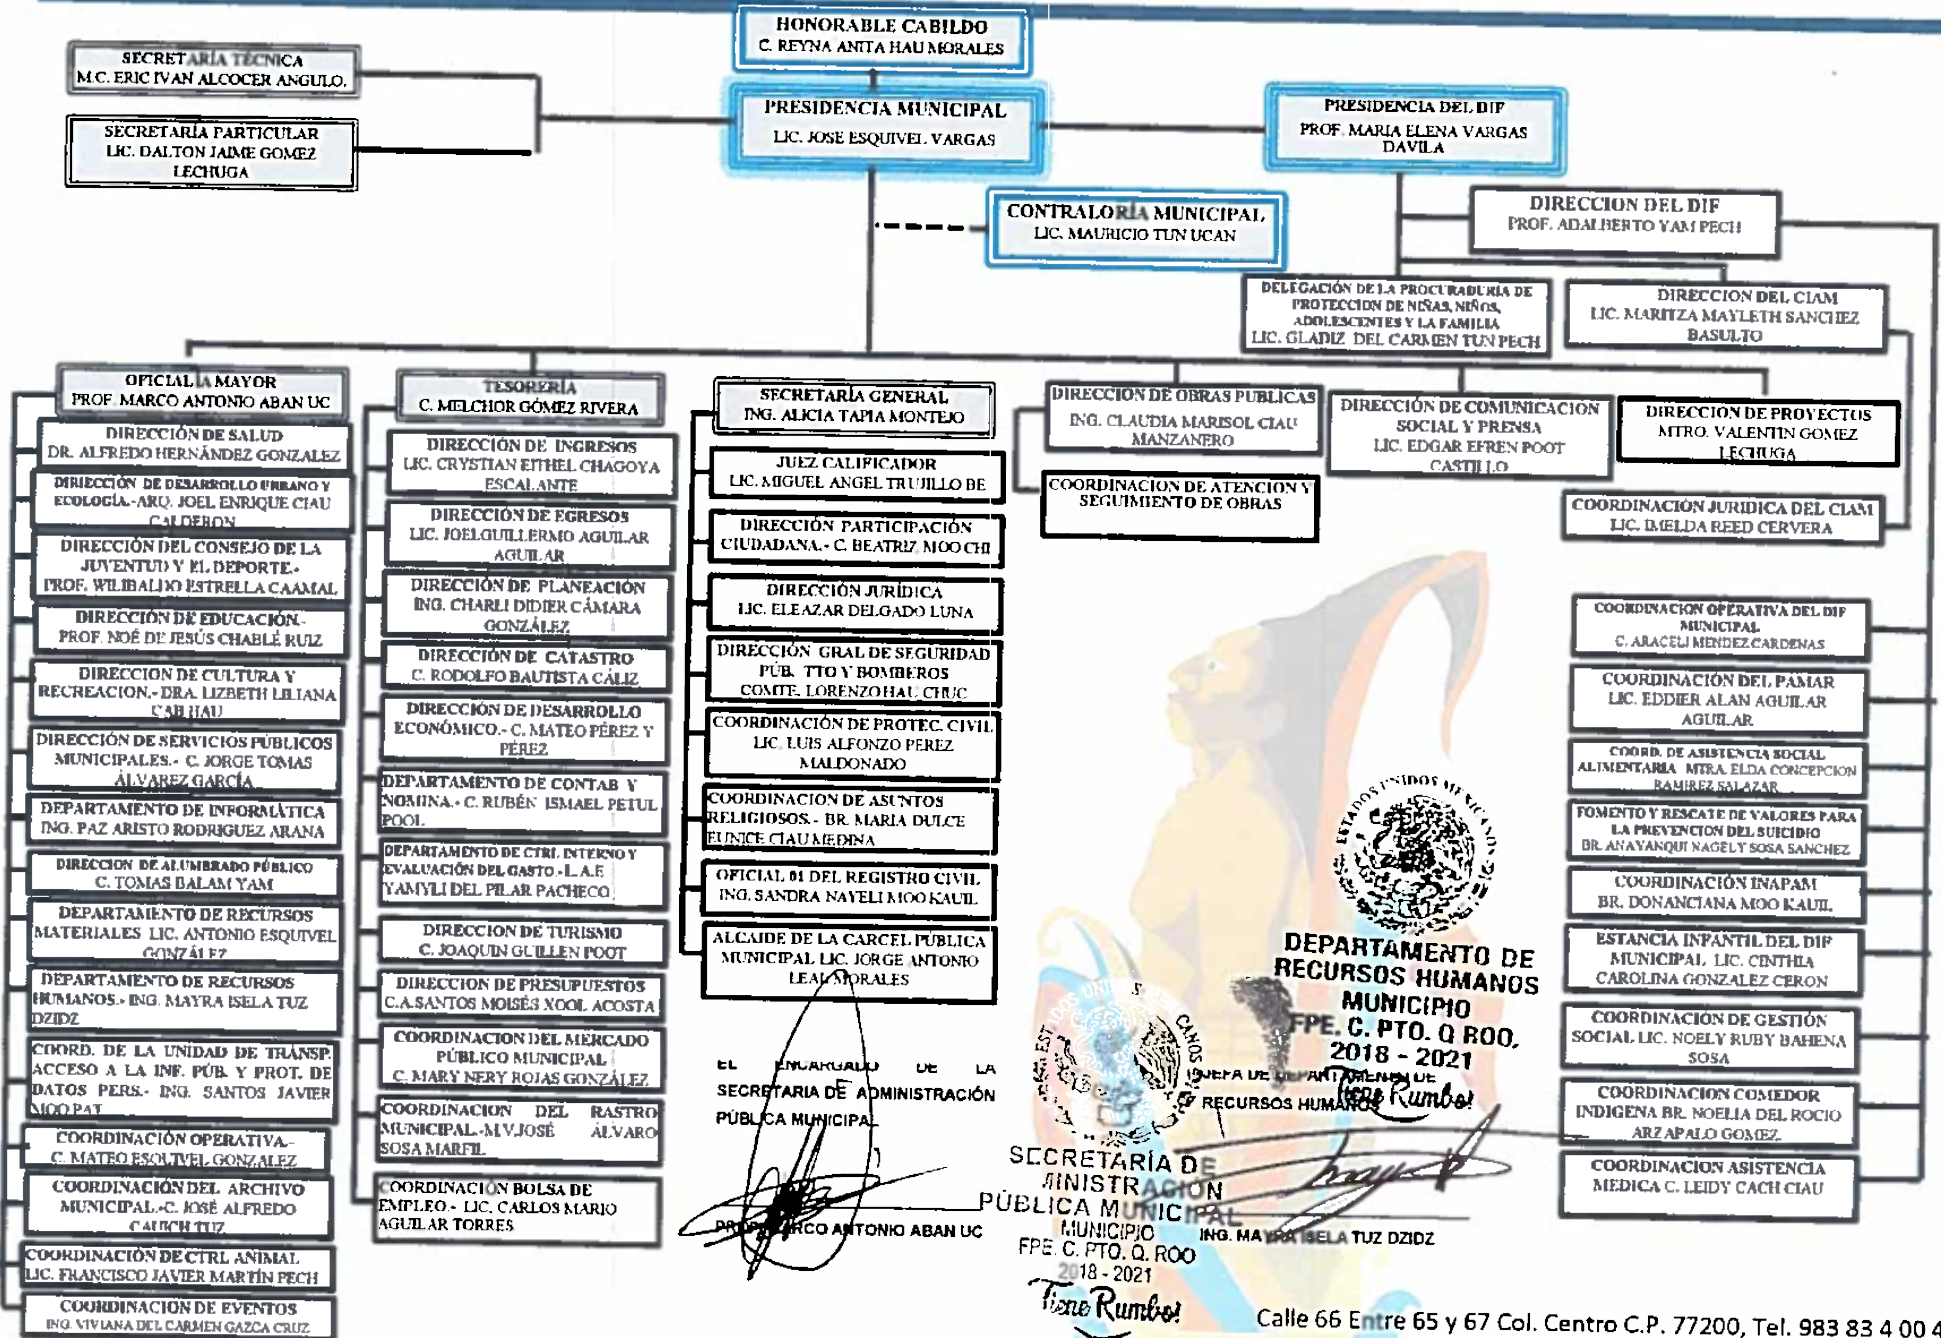 HONORABLE CABILDO
C. REYNA ANITA HAU MORALES
SECRETARÍA TÉCNICA
M.C. ERIC IVAN ALCOCER ANGULO.
SECRETARÍA PARTICULAR
LIC. DALTON JAIME GOMEZ
LECHUGA
PRESIDENCIA MUNICIPAL
LIC. JOSE ESQUIVEL VARGAS
PRESIDENCIA DEL DIF
PROF. MARIA ELENA VARGAS
DAVILA
CONTRALORÍA MUNICIPAL
LIC. MAURICIO TUN UCAN
DIRECCION DEL DIF
PROF. ADALBERTO YAM PECH
DELEGACIÓN DE LA PROCURADURIA DE
PROTECCION DE NIÑAS, NIÑOS,
ADOLESCENTES Y LA FAMILIA
LIC. GLADIZ DEL CARMEN TUN PECH
DIRECCION DEL CIAM
LIC. MARITZA MAYLETH SANCHEZ
BASULTO
OFICIALIA MAYOR
PROF. MARCO ANTONIO ABAN UC
DIRECCIÓN DE SALUD
DR. ALFREDO HERNÁNDEZ GONZALEZ
DIRIECCIÓN DE DESARROLLO URBANO Y
ECOLOGÍA.-ARQ. JOEL ENRIQUE CIAU
CALDERON
DIRECCIÓN DEL CONSEJO DE LA
JUVENTUD Y EL DEPORTE.-
PROF. WILIBALDO ESTRELLA CAAMAL
DIRECCIÓN DE EDUCACIÓN.-
PROF. NOÉ DE JESÚS CHABLÉ RUIZ
DIRECCION DE CULTURA Y
RECREACION.- DRA. LIZBETH LILIANA
CAB HAU
DIRECCIÓN DE SERVICIOS PÚBLICOS
MUNICIPALES.- C. JORGE TOMAS
ÁLVAREZ GARCÍA
DEPARTAMENTO DE INFORMÁTICA
ING. PAZ ARISTO RODRIGUEZ ARANA
DIRECCION DE ALUMBRADO PÚBLICO
C. TOMAS BALAM YAM
DEPARTAMENTO DE RECURSOS
MATERIALES LIC. ANTONIO ESQUIVEL
GONZÁLEZ
DEPARTAMENTO DE RECURSOS
HUMANOS.- ING. MAYRA ISELA TUZ
DZIDZ
COORD. DE LA UNIDAD DE TRANSP.
ACCESO A LA INF. PÚB. Y PROT. DE
DATOS PERS.- ING. SANTOS JAVIER
MOO PAT
COORDINACIÓN OPERATIVA.-
C. MATEO ESQUIVEL GONZALEZ
COORDINACIÓN DEL ARCHIVO
MUNICIPAL.-C. JOSÉ ALFREDO
CAUICH TUZ
COORDINACIÓN DE CTRL ANIMAL
LIC. FRANCISCO JAVIER MARTÍN PECH
COORDINACION DE EVENTOS
ING. VIVIANA DEL CARMEN GAZCA CRUZ
TESORERÍA
C. MELCHOR GÓMEZ RIVERA
DIRECCIÓN DE INGRESOS
LIC. CRYSTIAN EITHEL CHAGOYA
ESCALANTE
DIRECCIÓN DE EGRESOS
LIC. JOELGUILLERMO AGUILAR
AGUILAR
DIRECCIÓN DE PLANEACIÓN
ING. CHARLI DIDIER CÁMARA
GONZÁLEZ
DIRECCIÓN DE CATASTRO
C. RODOLFO BAUTISTA CÁLIZ
DIRECCIÓN DE DESARROLLO
ECONÓMICO.- C. MATEO PÉREZ Y
PÉREZ
DEPARTAMENTO DE CONTAB Y
NOMINA.- C. RUBÉN ISMAEL PETUL
POOL
DEPARTAMENTO DE CTRL INTERNO Y
EVALUACIÓN DEL GASTO.-L.A.E
YAMYLI DEL PILAR PACHECO
DIRECCION DE TURISMO
C. JOAQUIN GUILLEN POOT
DIRECCION DE PRESUPUESTOS
C.A.SANTOS MOISÉS XOOL ACOSTA
COORDINACION DEL MERCADO
PÚBLICO MUNICIPAL
C. MARY NERY ROJAS GONZÁLEZ
COORDINACION DEL RASTRO
MUNICIPAL.-M.V.JOSÉ ÁLVARO
SOSA MARFIL
COORDINACIÓN BOLSA DE
EMPLEO.- LIC. CARLOS MARIO
AGUILAR TORRES
SECRETARÍA GENERAL
ING. ALICIA TAPIA MONTEJO
JUEZ CALIFICADOR
LIC. MIGUEL ANGEL TRUJILLO BE
DIRECCIÓN PARTICIPACIÓN
CIUDADANA.- C. BEATRIZ MOO CHI
DIRECCIÓN JURÍDICA
LIC. ELEAZAR DELGADO LUNA
DIRECCIÓN GRAL DE SEGURIDAD
PÚB. TTO Y BOMBEROS
COMTE. LORENZO HAU CHUC
COORDINACIÓN DE PROTEC. CIVIL
LIC. LUIS ALFONZO PEREZ
MALDONADO
COORDINACION DE ASUNTOS
RELIGIOSOS.- BR. MARIA DULCE
EUNICE CIAU MEDINA
OFICIAL 01 DEL REGISTRO CIVIL
ING. SANDRA NAYELI MOO KAUIL
ALCAIDE DE LA CARCEL PÚBLICA
MUNICIPAL LIC. JORGE ANTONIO
LEAL MORALES
DIRECCIÓN DE OBRAS PUBLICAS
ING. CLAUDIA MARISOL CIAU
MANZANERO
COORDINACION DE ATENCION Y
SEGUIMIENTO DE OBRAS
DIRECCIÓN DE COMUNICACIÓN
SOCIAL Y PRENSA
LIC. EDGAR EFREN POOT
CASTILLO
DIRECCIÓN DE PROYECTOS
MTRO. VALENTIN GOMEZ
LECHUGA
COORDINACIÓN JURIDICA DEL CIAM
LIC. IMELDA REED CERVERA
COORDINACION OPERATIVA DEL DIF
MUNICIPAL
C. ARACELI MENDEZ CARDENAS
COORDINACIÓN DEL PAMAR
LIC. EDDIER ALAN AGUILAR
AGUILAR
COORD. DE ASISTENCIA SOCIAL
ALIMENTARIA MTRA. ELDA CONCEPCION
RAMIREZ SALAZAR
FOMENTO Y RESCATE DE VALORES PARA
LA PREVENCION DEL SUICIDIO
BR. ANAYANQUI NAGELY SOSA SANCHEZ
COORDINACIÓN INAPAM
BR. DONANCIANA MOO KAUIL
ESTANCIA INFANTIL DEL DIF
MUNICIPAL LIC. CINTHIA
CAROLINA GONZALEZ CERON
COORDINACIÓN DE GESTIÓN
SOCIAL LIC. NOELY RUBY BAHENA
SOSA
COORDINACION COMEDOR
INDIGENA BR. NOELIA DEL ROCIO
ARZAPALO GOMEZ
COORDINACION ASISTENCIA
MEDICA C. LEIDY CACH CIAU
EL ENCARGADO DE LA
SECRETARIA DE ADMINISTRACIÓN
PÚBLICA MUNICIPAL
PROF. MARCO ANTONIO ABAN UC
ESTADOS UNIDOS MEXICANOS
SECRETARÍA DE
MINISTRACIÓN
PÚBLICA MUNICIPAL
MUNICIPIO
FPE. C. PTO. Q. ROO
2018 - 2021
Tiene Rumbo!
ESTADOS UNIDOS MEXICANOS
DEPARTAMENTO DE
RECURSOS HUMANOS
MUNICIPIO
FPE. C. PTO. Q ROO.
2018 - 2021
Tiene Rumbo!
JEFA DE DEPARTAMENTO DE
RECURSOS HUMANOS
ING. MAYRA ISELA TUZ DZIDZ
Calle 66 Entre 65 y 67 Col. Centro C.P. 77200, Tel. 983 83 4 00 4